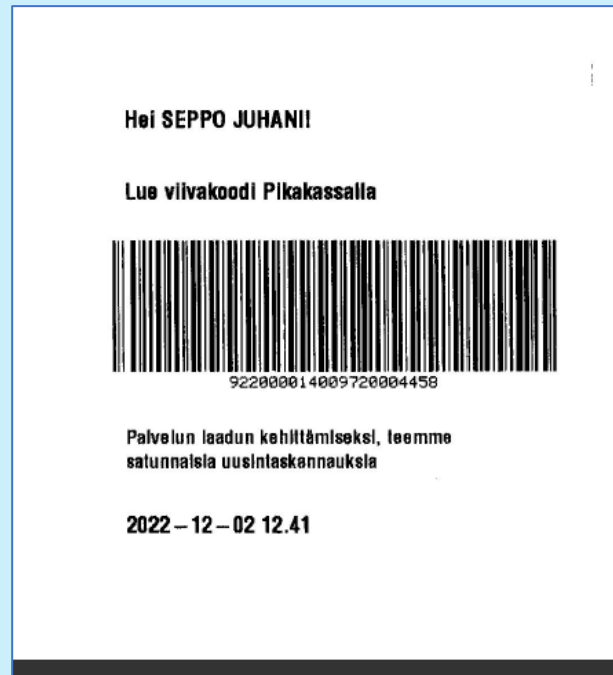 Hei SEPPO JUHANI!
Lue viivakoodi Pikakassalla
922000014009720004458
Palvelun laadun kehittämiseksi, teemme
satunnaisia uusintaskannauksia
2022-12-02 12.41